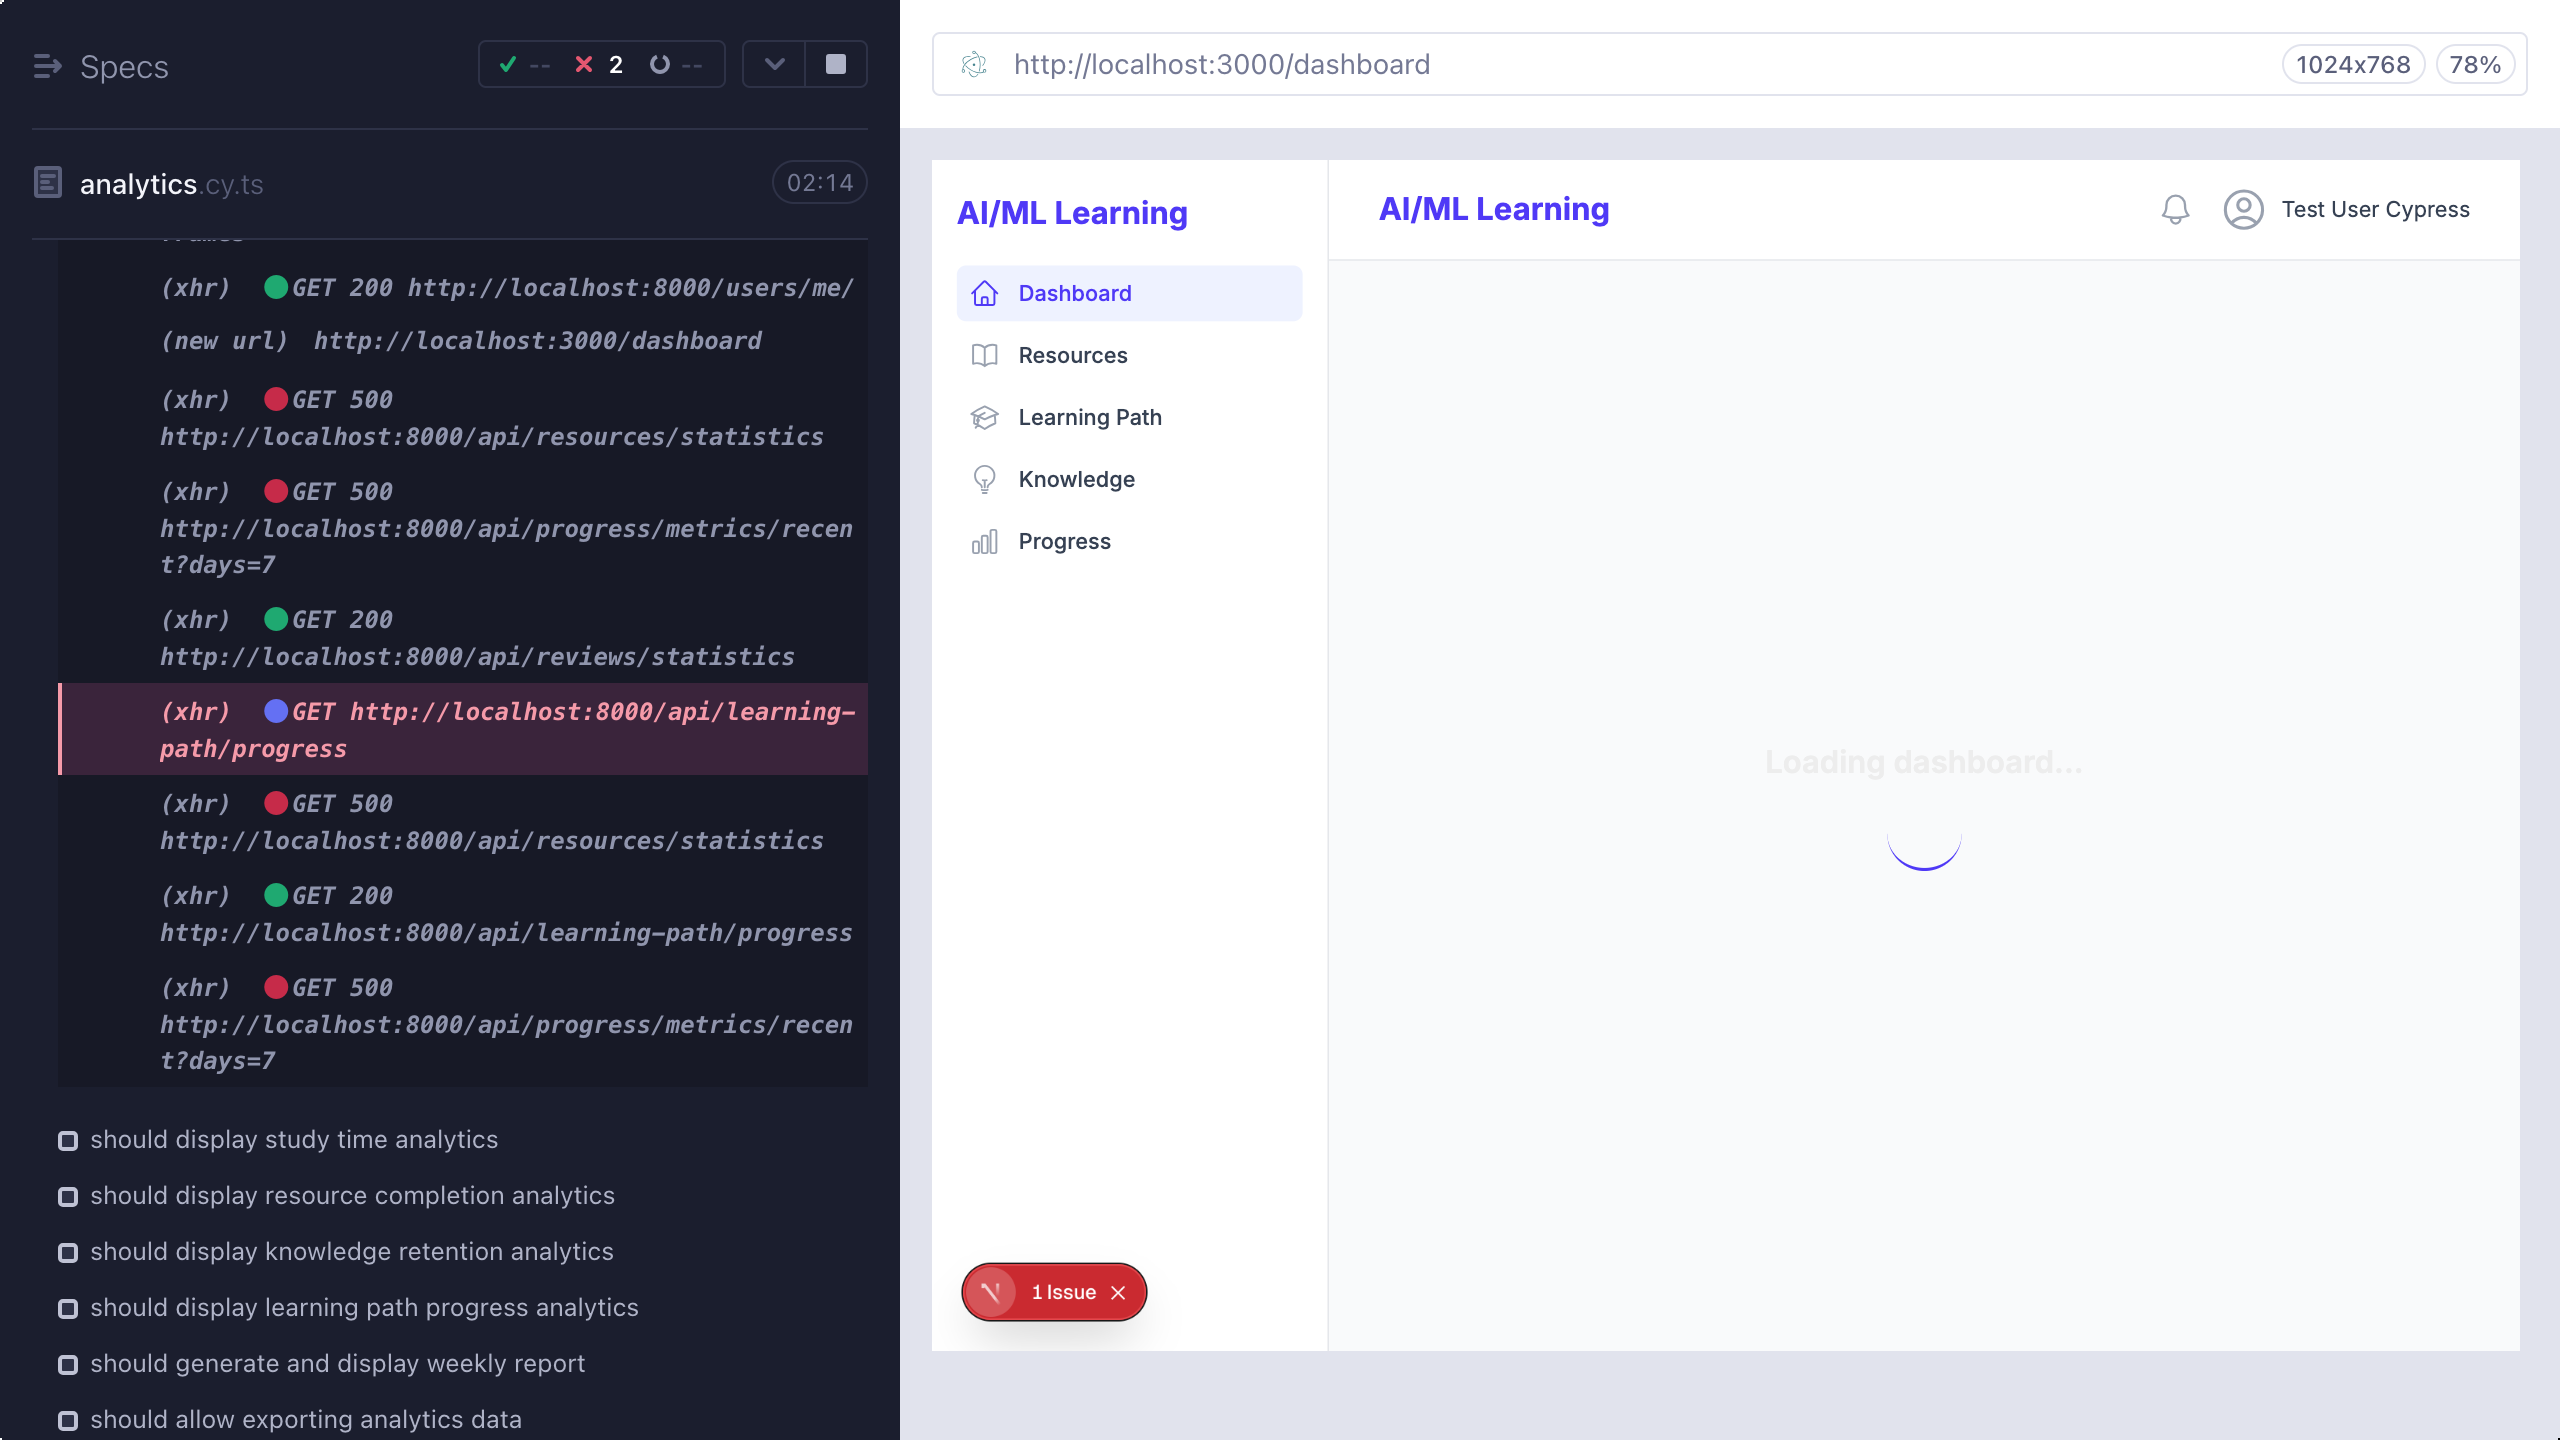 Specs
-- 2 --
analytics.cy.ts
02:14
(xhr) GET 200 http://localhost:8000/users/me/
(new url) http://localhost:3000/dashboard
(xhr) GET 500
http://localhost:8000/api/resources/statistics
(xhr) GET 500
http://localhost:8000/api/progress/metrics/recen
t?days=7
(xhr) GET 200
http://localhost:8000/api/reviews/statistics
(xhr) GET http://localhost:8000/api/learning-
path/progress
(xhr) GET 500
http://localhost:8000/api/resources/statistics
(xhr) GET 200
http://localhost:8000/api/learning-path/progress
(xhr) GET 500
http://localhost:8000/api/progress/metrics/recen
t?days=7
should display study time analytics
should display resource completion analytics
should display knowledge retention analytics
should display learning path progress analytics
should generate and display weekly report
should allow exporting analytics data
http://localhost:3000/dashboard
1024x768
78%
AI/ML Learning
Dashboard
Resources
Learning Path
Knowledge
Progress
1 Issue
AI/ML Learning
Test User Cypress
Loading dashboard...